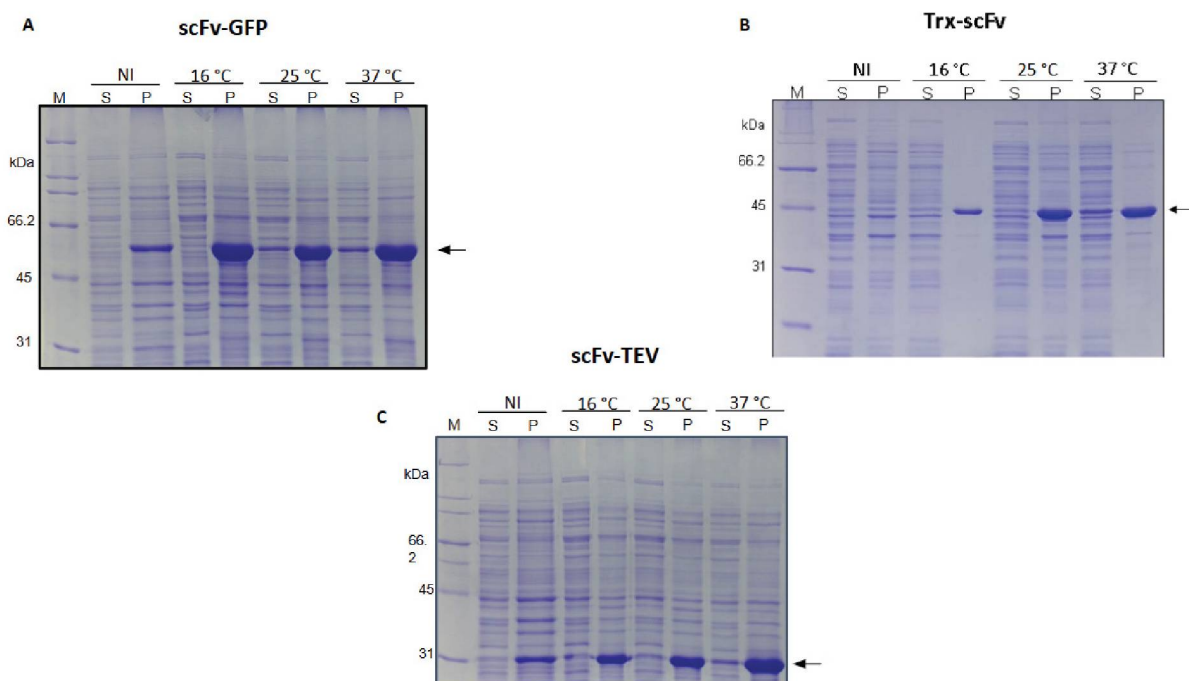 A
scFv-GFP
NI 16 °C 25 °C 37 °C
M S P S P S P S P
kDa
66.2
45
31
B
Trx-scFv
NI 16 °C 25 °C 37 °C
M S P S P S P S P
kDa
66.2
45
31
scFv-TEV
C
NI 16 °C 25 °C 37 °C
M S P S P S P S P
kDa
66.
2
45
31